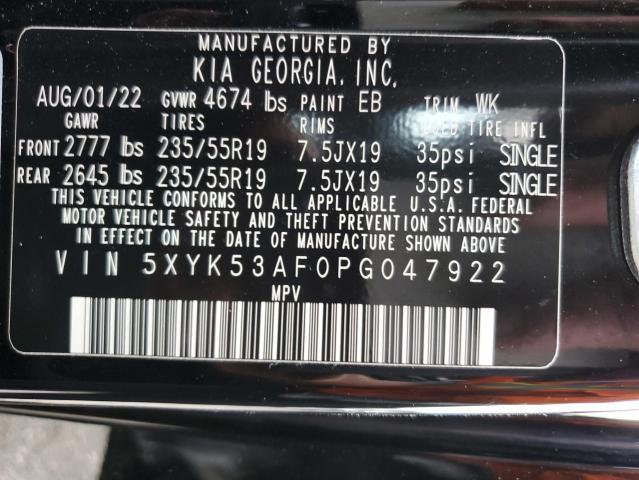 MANUFACTURED BY
KIA GEORGIA, INC.
AUG/01/22 GVWR 4674 lbs PAINT EB TRIM WK
GAWR TIRES RIMS COLD TIRE INFL
FRONT 2777 lbs 235/55R19 7.5JX19 35psi SINGLE
REAR 2645 lbs 235/55R19 7.5JX19 35psi SINGLE
THIS VEHICLE CONFORMS TO ALL APPLICABLE U.S.A. FEDERAL
MOTOR VEHICLE SAFETY AND THEFT PREVENTION STANDARDS
IN EFFECT ON THE DATE OF MANUFACTURE SHOWN ABOVE
VIN 5XYK53AF0PG047922
MPV